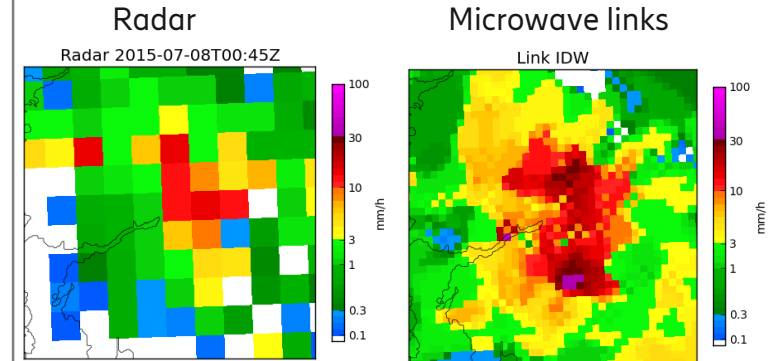 Radar
Microwave links
Radar 2015-07-08T00:45Z
Link IDW
100
30
10
3
1
0.3
0.1
mm/h
100
30
10
3
1
0.3
0.1
mm/h